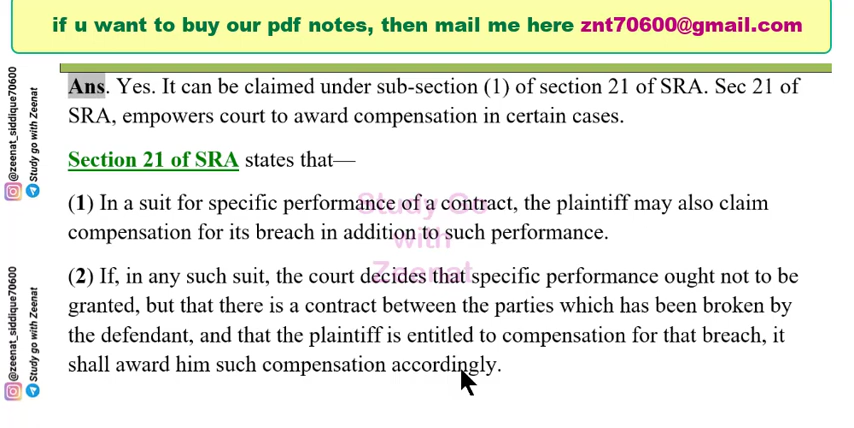 if u want to buy our pdf notes, then mail me here znt70600@gmail.com
@zeenat_siddique70600
Study go with Zeenat
Ans. Yes. It can be claimed under sub-section (1) of section 21 of SRA. Sec 21 of
SRA, empowers court to award compensation in certain cases.
Section 21 of SRA states that—
(1) In a suit for specific performance of a contract, the plaintiff may also claim
compensation for its breach in addition to such performance.
Study Go
with
Zeenat
@zeenat_siddique70600
Study go with Zeenat
(2) If, in any such suit, the court decides that specific performance ought not to be
granted, but that there is a contract between the parties which has been broken by
the defendant, and that the plaintiff is entitled to compensation for that breach, it
shall award him such compensation accordingly.